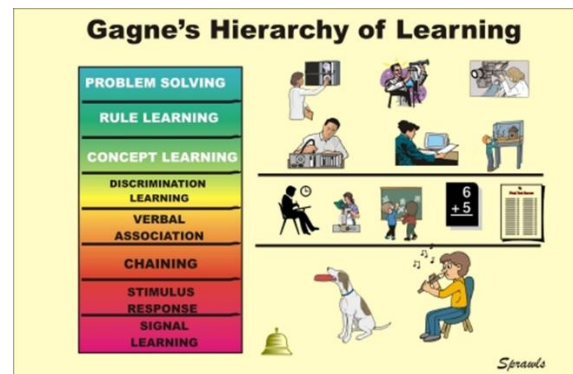 Gagne's Hierarchy of Learning
PROBLEM SOLVING
RULE LEARNING
CONCEPT LEARNING
DISCRIMINATION
LEARNING
VERBAL
ASSOCIATION
CHAINING
STIMULUS
RESPONSE
SIGNAL
LEARNING
6
+5
Sprawls